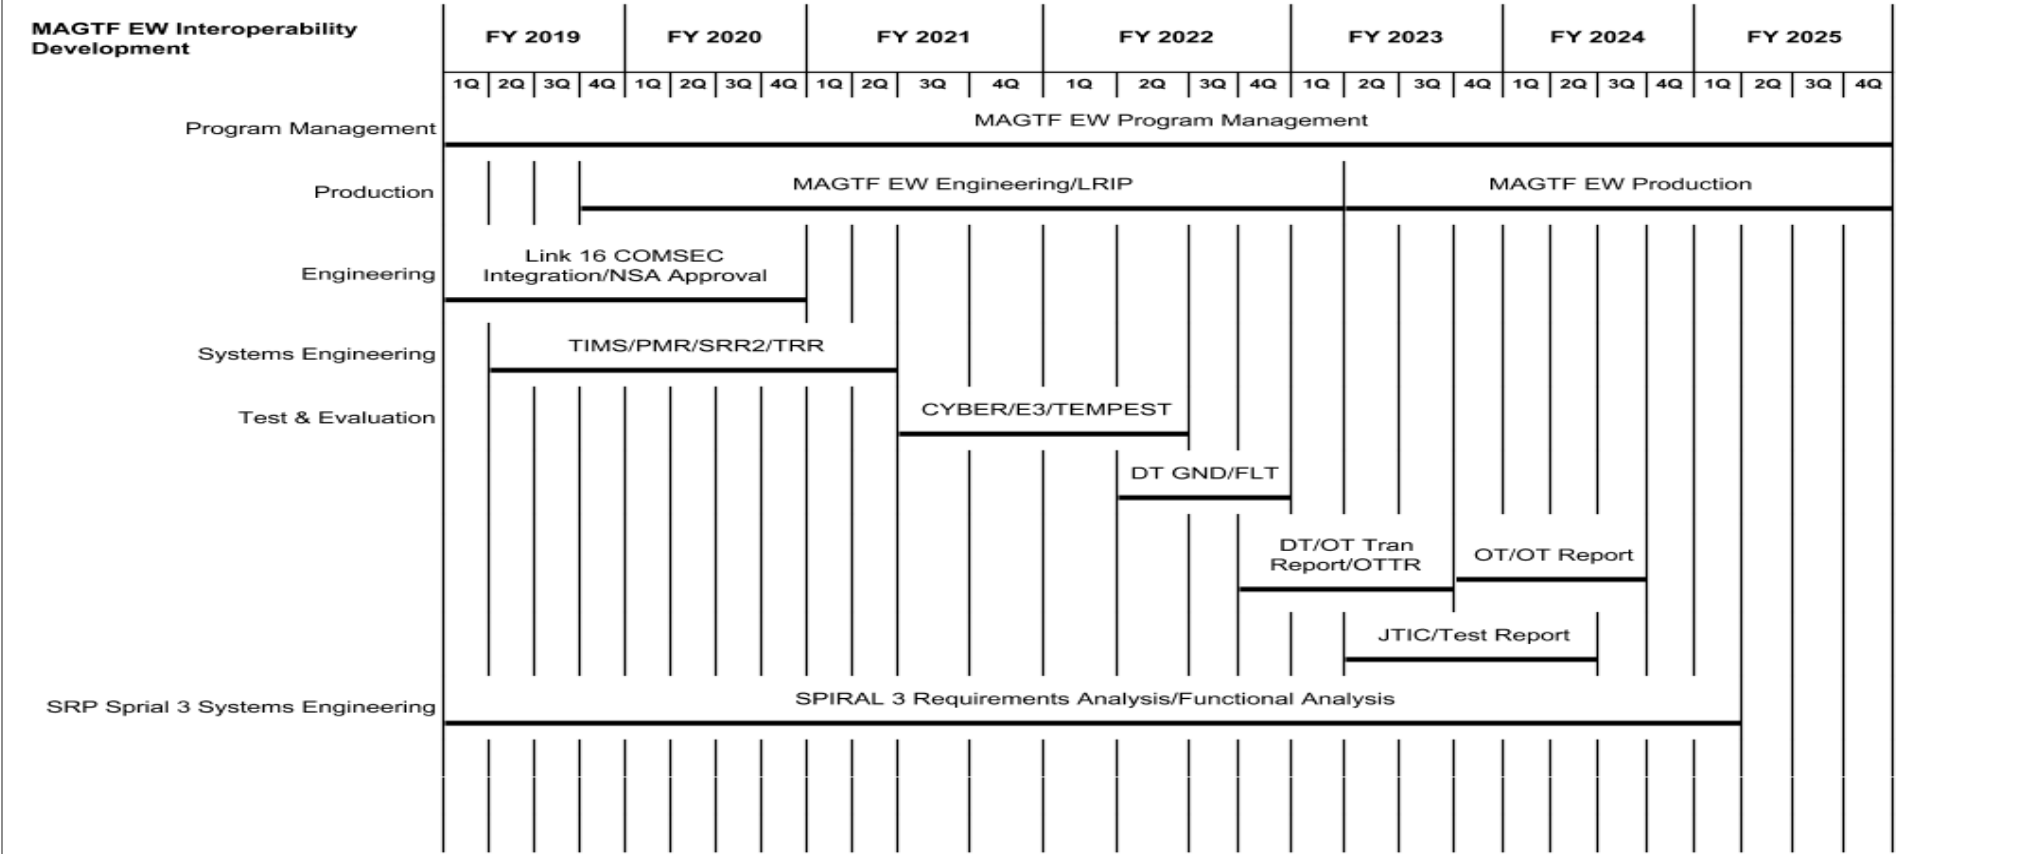 MAGTF EW Interoperability
Development
FY 2019 FY 2020 FY 2021 FY 2022 FY 2023 FY 2024 FY 2025
1Q 2Q 3Q 4Q 1Q 2Q 3Q 4Q 1Q 2Q 3Q 4Q 1Q 2Q 3Q 4Q 1Q 2Q 3Q 4Q 1Q 2Q 3Q 4Q 1Q 2Q 3Q 4Q
Program Management
MAGTF EW Program Management
Production
MAGTF EW Engineering/LRIP
MAGTF EW Production
Engineering
Link 16 COMSEC
Integration/NSA Approval
Systems Engineering
TIMS/PMR/SRR2/TRR
Test & Evaluation
CYBER/E3/TEMPEST
DT GND/FLT
DT/OT Tran
Report/OTTR
OT/OT Report
JTIC/Test Report
SRP Sprial 3 Systems Engineering
SPIRAL 3 Requirements Analysis/Functional Analysis